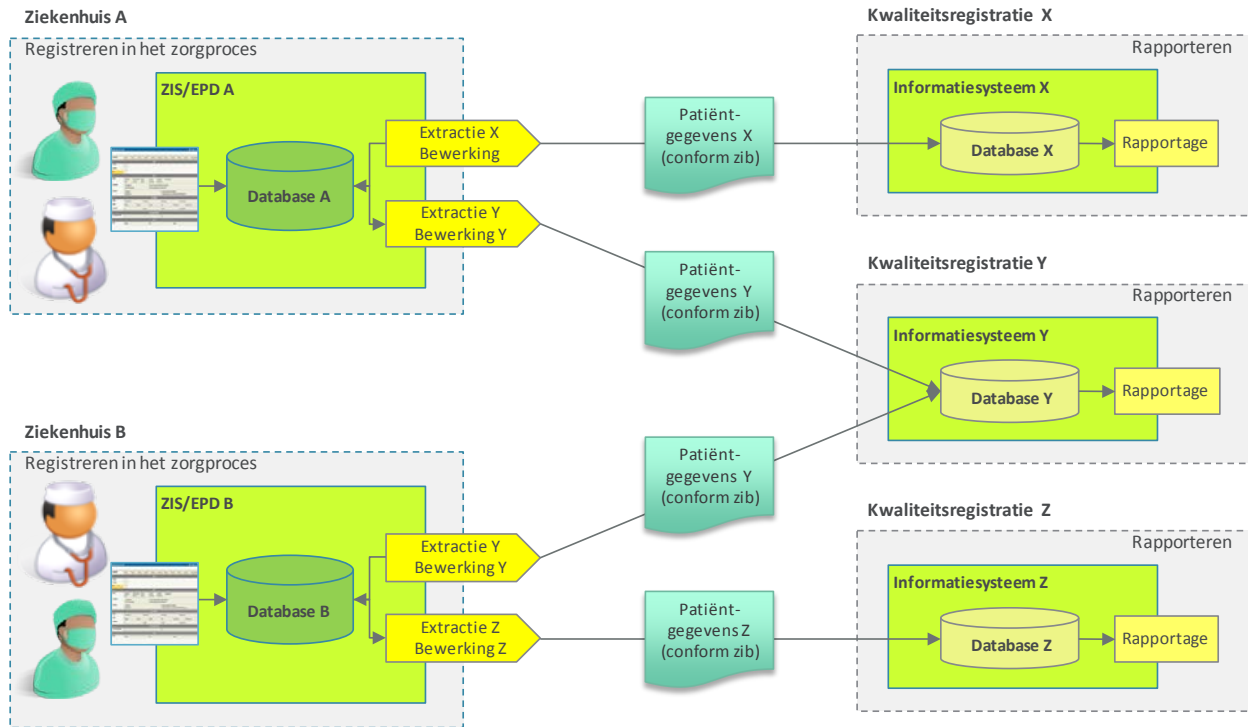 Ziekenhuis A
Registreren in het zorgproces
ZIS/EPD A
Database A
Extractie X
Bewerking
Extractie Y
Bewerking Y
Patiënt-
gegevens X
(conform zib)
Patiënt-
gegevens Y
(conform zib)
Kwaliteitsregistratie X
Rapporteren
Informatiesysteem X
Database X
Rapportage
Kwaliteitsregistratie Y
Rapporteren
Informatiesysteem Y
Database Y
Rapportage
Ziekenhuis B
Registreren in het zorgproces
ZIS/EPD B
Database B
Extractie Y
Bewerking Y
Extractie Z
Bewerking Z
Patiënt-
gegevens Y
(conform zib)
Patiënt-
gegevens Z
(conform zib)
Kwaliteitsregistratie Z
Rapporteren
Informatiesysteem Z
Database Z
Rapportage